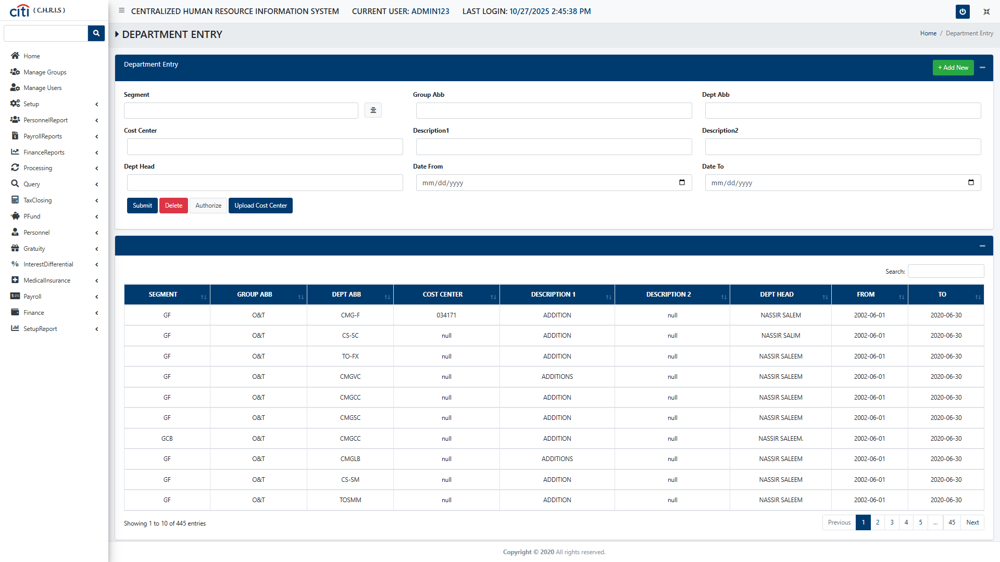 citi ( C.H.R.I.S )
CENTRALIZED HUMAN RESOURCE INFORMATION SYSTEM CURRENT USER: ADMIN123 LAST LOGIN: 10/27/2025 2:45:38 PM
Home
Manage Groups
Manage Users
Setup
PersonnelReport
PayrollReports
FinanceReports
Processing
Query
TaxClosing
PFund
Personnel
Gratuity
InterestDifferential
MedicalInsurance
Payroll
Finance
SetupReport
DEPARTMENT ENTRY
Home / Department Entry
Department Entry
+ Add New
Segment Group Abb Dept Abb
Cost Center Description1 Description2
Dept Head Date From Date To
mm/dd/yyyy mm/dd/yyyy
Submit Delete Authorize Upload Cost Center
Search:
SEGMENT GROUP ABB DEPT ABB COST CENTER DESCRIPTION 1 DESCRIPTION 2 DEPT HEAD FROM TO
GF O&T CMG-F 034171 ADDITION null NASSIR SALEM 2002-06-01 2020-06-30
GF O&T CS-SC null ADDITION null NASSIR SALIM 2002-06-01 2020-06-30
GF O&T TO-FX null ADDITION null NASSIR SALEEM 2002-06-01 2020-06-30
GF O&T CMGVC null ADDITIONS null NASSIR SALEEM 2002-06-01 2020-06-30
GF O&T CMGCC null ADDITION null NASSIR SALEEM 2002-06-01 2020-06-30
GF O&T CMGSC null ADDITION null NASSIR SALEEM 2002-06-01 2020-06-30
GCB O&T CMGCC null ADDITION null NASSIR SALEEM. 2002-06-01 2020-06-30
GF O&T CMGLB null ADDITIONS null NASSIR SALEEM 2002-06-01 2020-06-30
GF O&T CS-SM null ADDITION null NASSIR SALEEM 2002-06-01 2020-06-30
GF O&T TOSMM null ADDITION null NASSIR SALEEM 2002-06-01 2020-06-30
Showing 1 to 10 of 445 entries
Previous 1 2 3 4 5 ... 45 Next
Copyright © 2020 All rights reserved.